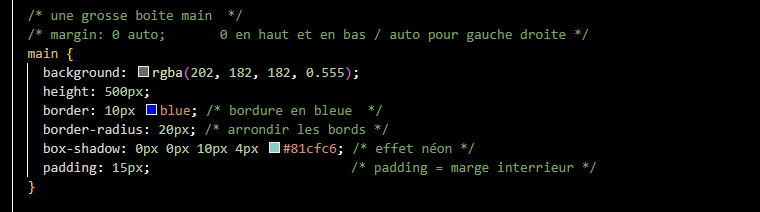 /* une grosse boite main  */
/* margin: 0 auto;       0 en haut et en bas / auto pour gauche droite */
main {
  background: rgba(202, 182, 182, 0.555);
  height: 500px;
  border: 10px blue; /* bordure en bleue  */
  border-radius: 20px; /* arrondir les bords */
  box-shadow: 0px 0px 10px 4px #81cfc6; /* effet néon */
  padding: 15px;                          /* padding = marge interrieur */
}